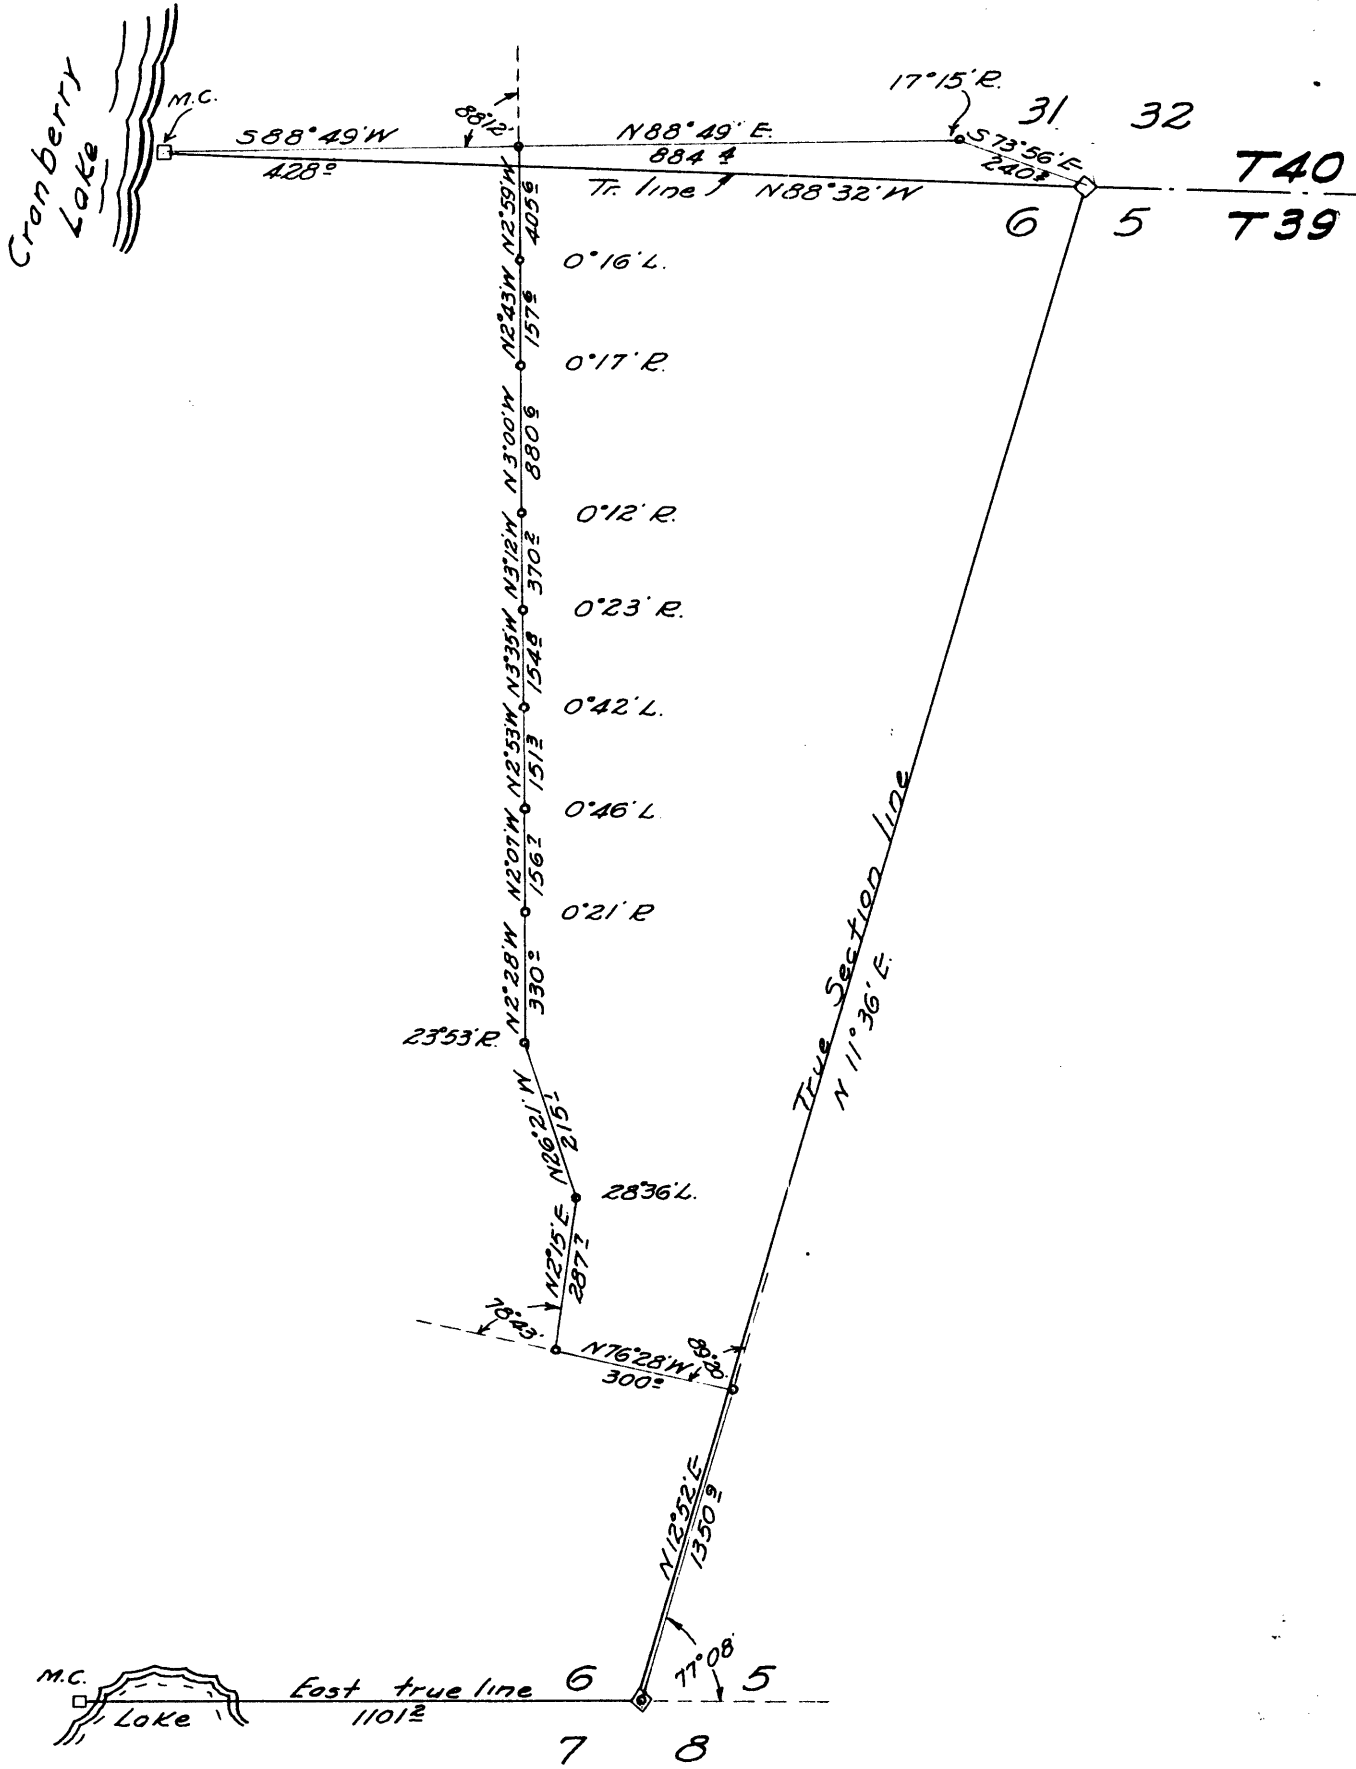 Cranberry
Lake
M.C.
S88°49'W
428°
88°12'
N88°49'E.
884 4
17°15'R.
31 32
S73°56'E
240
Tr. line
N88°32'W
T40
6 5
T39
N2°59'W
405 6
0°16'L.
N2°43'W
157 6
0°17'R.
N3°00'W
880 6
0°12'R.
N3°12'W
370 2
0°23'R.
N3°35'W
154 8
0°42'L.
N2°53'W
151 3
0°46'L
N2°07'W
156 7
0°21'R
N2°28'W
330 0
23°53'R.
N26°21'W
215 1
28°36'L.
N2°15'E
287 7
78°43'
N76°28'W
300 0
89°20'
True Section line
N 11°36'E.
N12°52'E
1350 9
77°08'
M.C.
Lake
East true line
1101 2
6 5
7 8